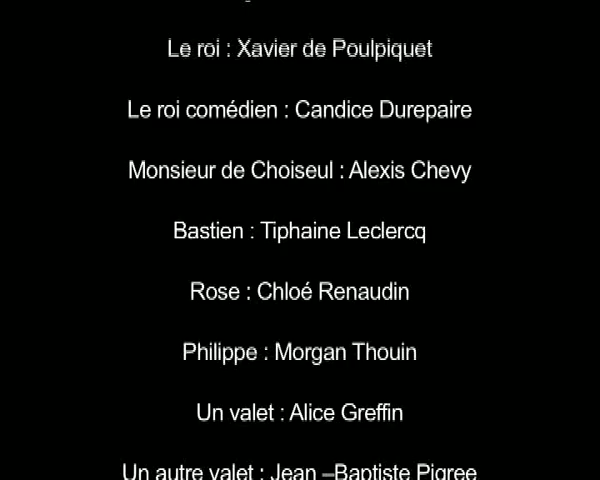 Le roi : Xavier de Poulpiquet
Le roi comédien : Candice Durepaire
Monsieur de Choiseul : Alexis Chevy
Bastien : Tiphaine Leclercq
Rose : Chloé Renaudin
Philippe : Morgan Thouin
Un valet : Alice Greffin
Un autre valet : Jean –Baptiste Pigree